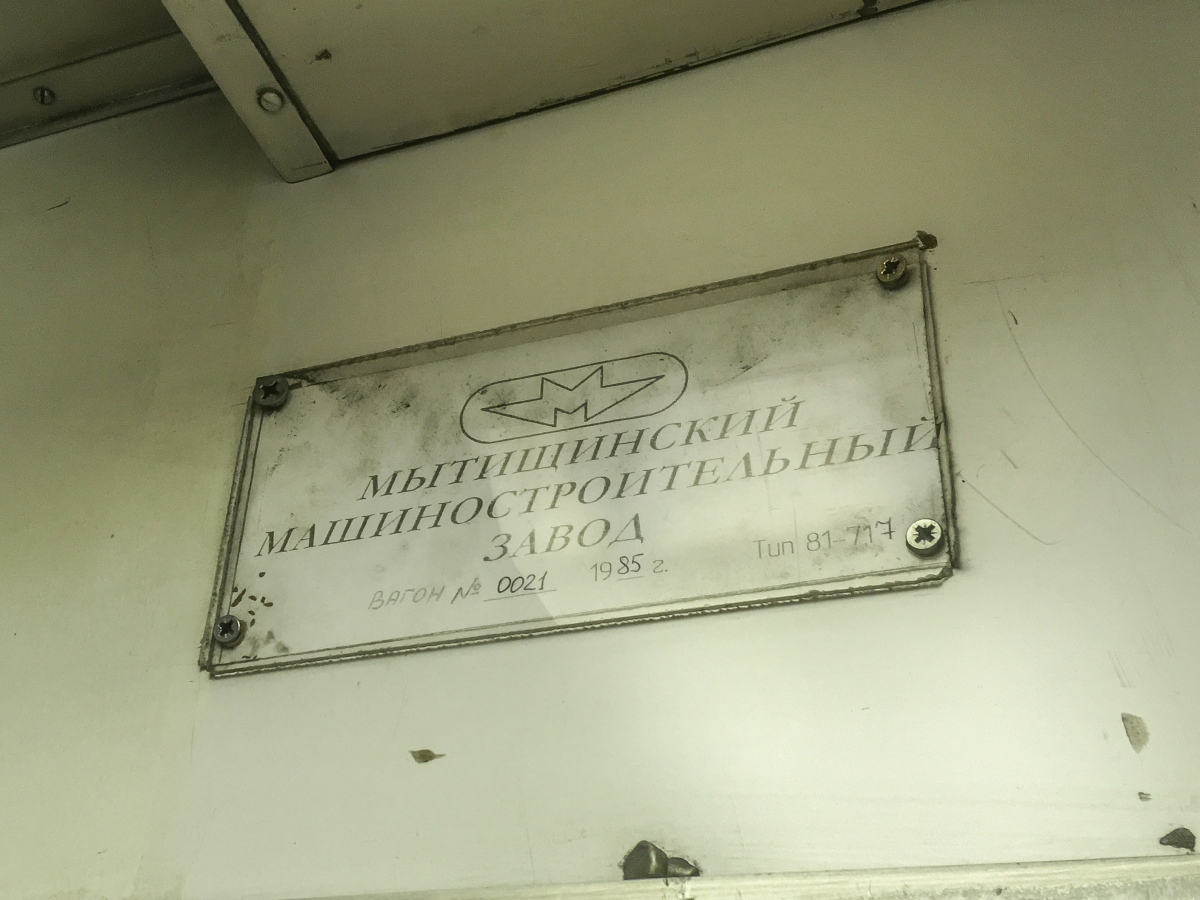 МЫТИЩИНСКИЙ
МАШИНОСТРОИТЕЛЬНЫЙ
ЗАВОД
ВАГОН № 0021 1985 г. Тип 81-717